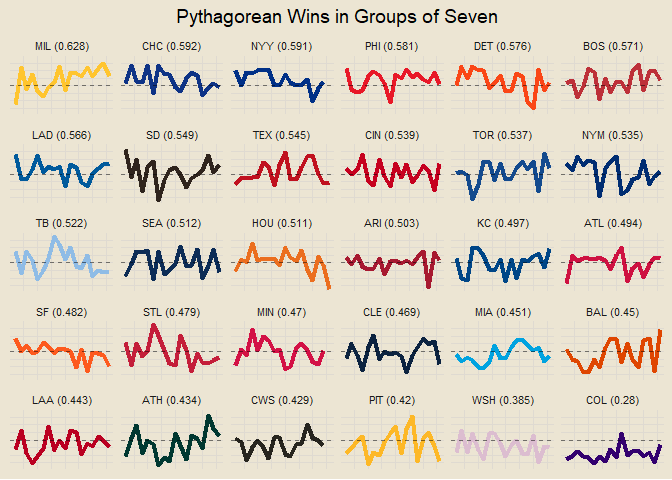 Pythagorean Wins in Groups of Seven
MIL (0.628) CHC (0.592) NYY (0.591) PHI (0.581) DET (0.576) BOS (0.571)
LAD (0.566) SD (0.549) TEX (0.545) CIN (0.539) TOR (0.537) NYM (0.535)
TB (0.522) SEA (0.512) HOU (0.511) ARI (0.503) KC (0.497) ATL (0.494)
SF (0.482) STL (0.479) MIN (0.47) CLE (0.469) MIA (0.451) BAL (0.45)
LAA (0.443) ATH (0.434) CWS (0.429) PIT (0.42) WSH (0.385) COL (0.28)